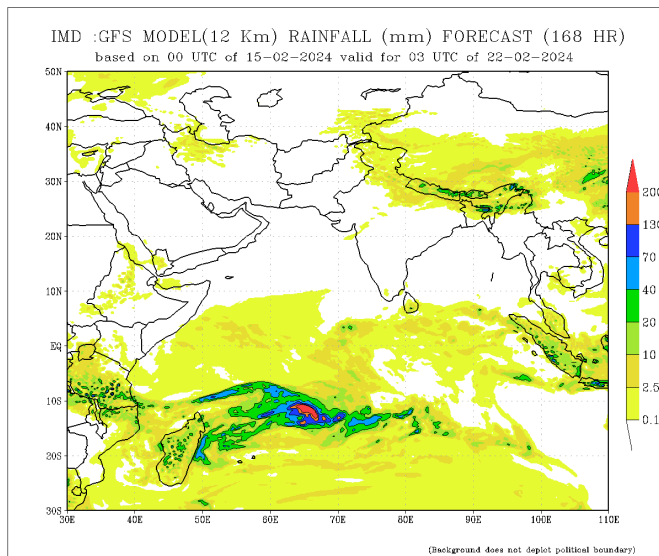 IMD :GFS MODEL(12 Km) RAINFALL (mm) FORECAST (168 HR)
based on 00 UTC of 15-02-2024 valid for 03 UTC of 22-02-2024
50N
40N
30N
20N
10N
EQ
10S
20S
30S
30E 40E 50E 60E 70E 80E 90E 100E 110E
200
130
70
40
20
10
2.5
0.1
(Background does not depict political boundary)